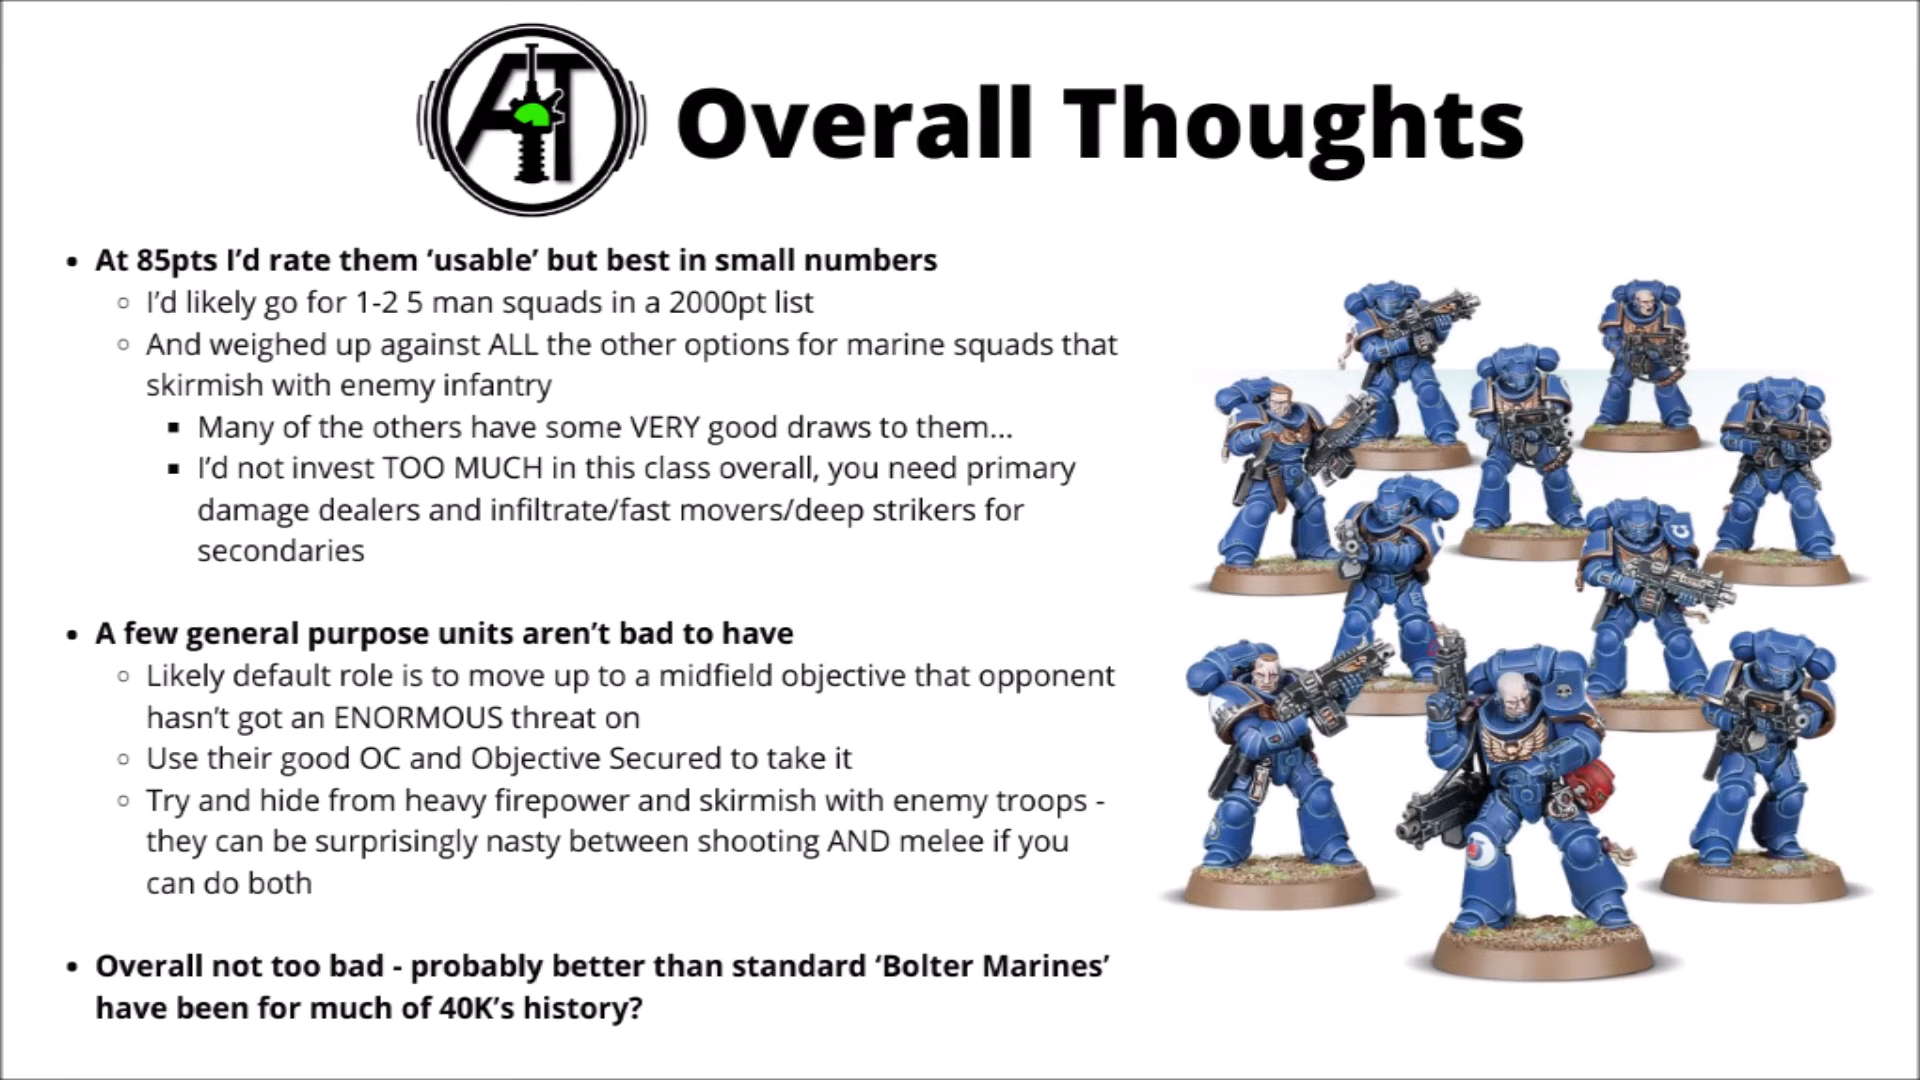 AT
Overall Thoughts
• At 85pts I'd rate them 'usable' but best in small numbers
○ I'd likely go for 1-2 5 man squads in a 2000pt list
○ And weighed up against ALL the other options for marine squads that
skirmish with enemy infantry
▪ Many of the others have some VERY good draws to them...
▪ I'd not invest TOO MUCH in this class overall, you need primary
damage dealers and infiltrate/fast movers/deep strikers for
secondaries
• A few general purpose units aren't bad to have
○ Likely default role is to move up to a midfield objective that opponent
hasn't got an ENORMOUS threat on
○ Use their good OC and Objective Secured to take it
○ Try and hide from heavy firepower and skirmish with enemy troops -
they can be surprisingly nasty between shooting AND melee if you
can do both
• Overall not too bad - probably better than standard 'Bolter Marines'
have been for much of 40K's history?